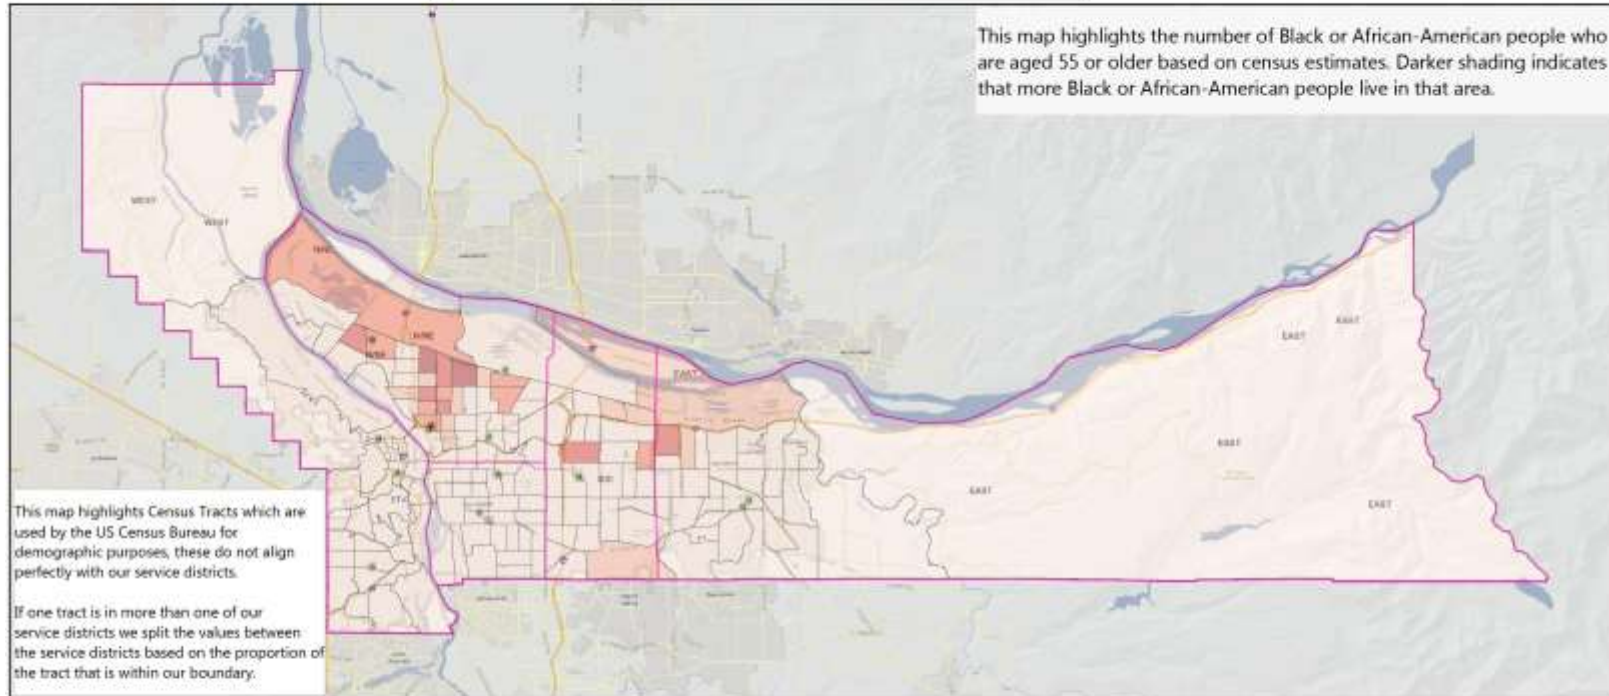 This map highlights the number of Black or African-American people who
are aged 55 or older based on census estimates. Darker shading indicates
that more Black or African-American people live in that area.
WEST
WEST
EAST
EAST
EAST
EAST
EAST
EAST
This map highlights Census Tracts which are
used by the US Census Bureau for
demographic purposes, these do not align
perfectly with our service districts.
If one tract is in more than one of our
service districts we split the values between
the service districts based on the proportion of
the tract that is within our boundary.